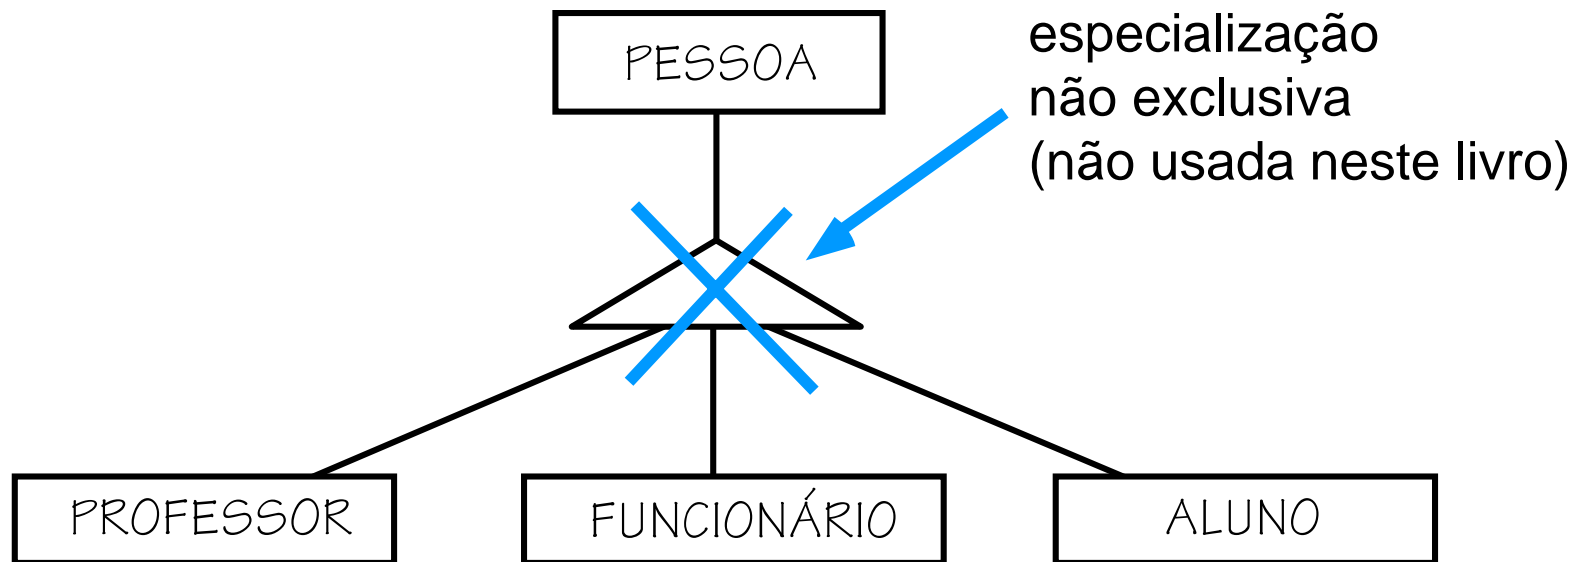 PESSOA
especialização
não exclusiva
(não usada neste livro)
PROFESSOR
FUNCIONÁRIO
ALUNO